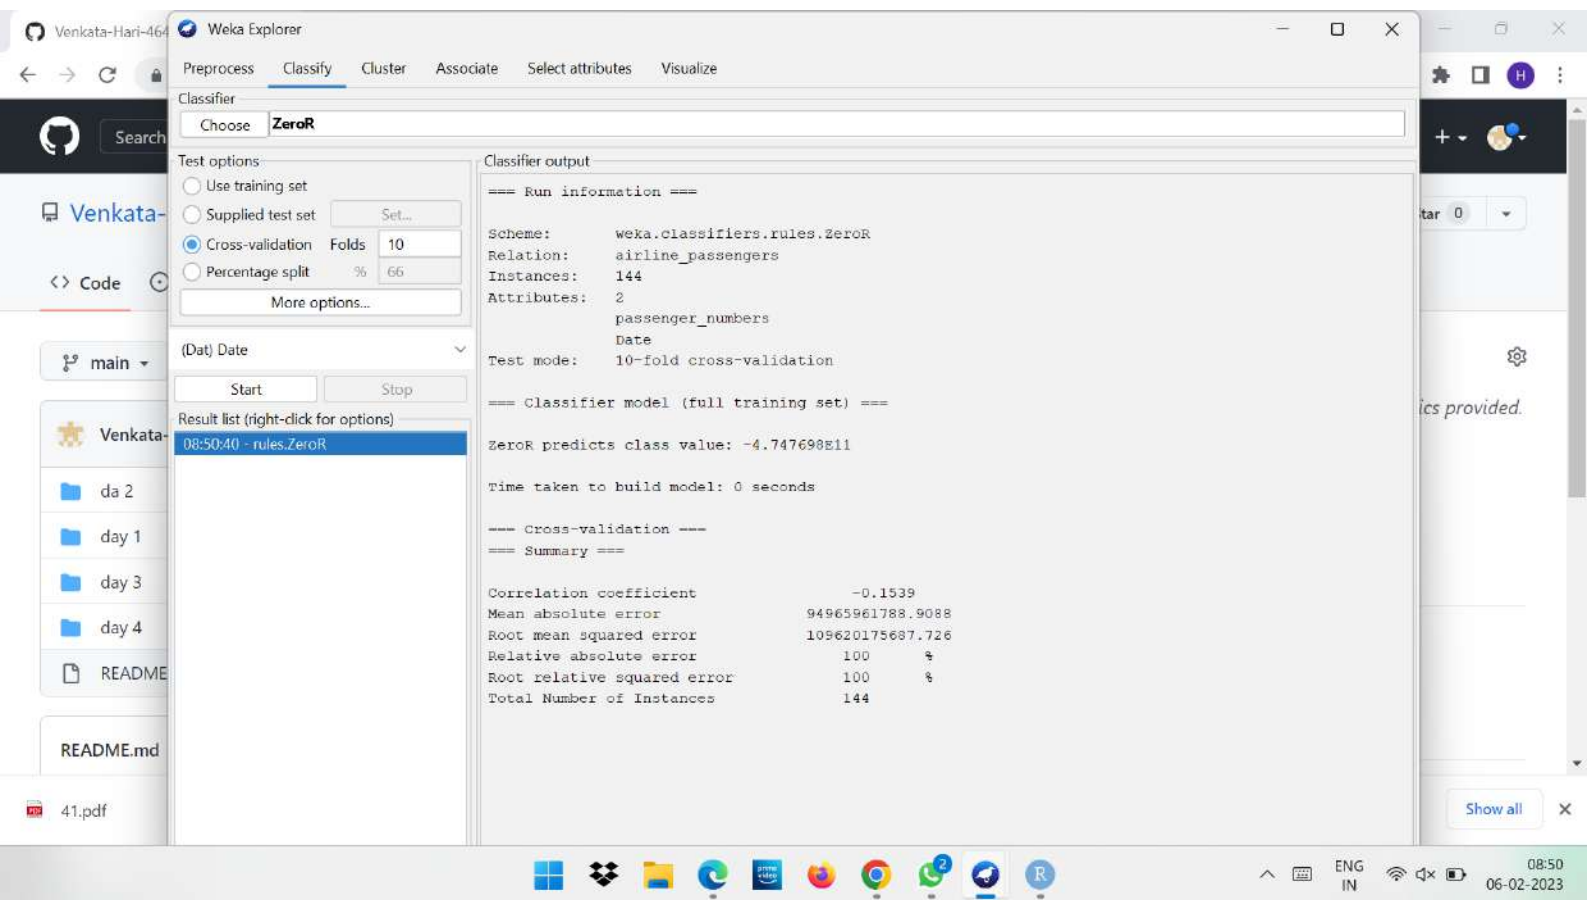 Venkata-Hari-464
Weka Explorer
Preprocess Classify Cluster Associate Select attributes Visualize
H
Classifier
Choose ZeroR
Search
Test options
Classifier output
Use training set
Supplied test set Set...
Cross-validation Folds 10
Percentage split % 66
More options...
(Dat) Date
Start Stop
Result list (right-click for options)
08:50:40 - rules.ZeroR
=== Run information ===
Scheme: weka.classifiers.rules.ZeroR
Relation: airline_passengers
Instances: 144
Attributes: 2
passenger_numbers
Date
Test mode: 10-fold cross-validation
=== Classifier model (full training set) ===
ZeroR predicts class value: -4.747698E11
Time taken to build model: 0 seconds
=== Cross-validation ===
=== Summary ===
Correlation coefficient -0.1539
Mean absolute error 94965961788.9088
Root mean squared error 109620175687.726
Relative absolute error 100 %
Root relative squared error 100 %
Total Number of Instances 144
Venkata-
tar 0
<> Code
main
ics provided.
Venkata-
da 2
day 1
day 3
day 4
README
README.md
PDF
41.pdf
Show all
prime
video
2
R
ENG
IN
08:50
06-02-2023